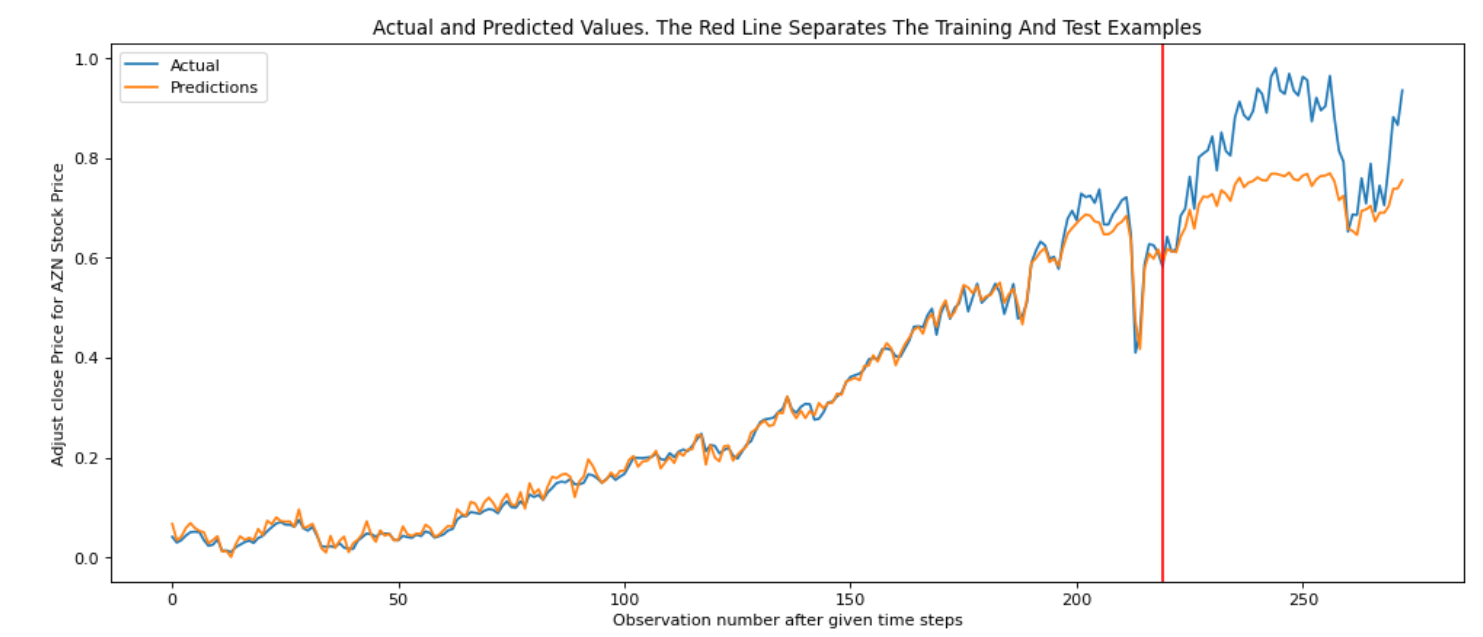 Actual and Predicted Values. The Red Line Separates The Training And Test Examples
Actual
Predictions
Adjust close Price for AZN Stock Price
1.0
0.8
0.6
0.4
0.2
0.0
0 50 100 150 200 250
Observation number after given time steps